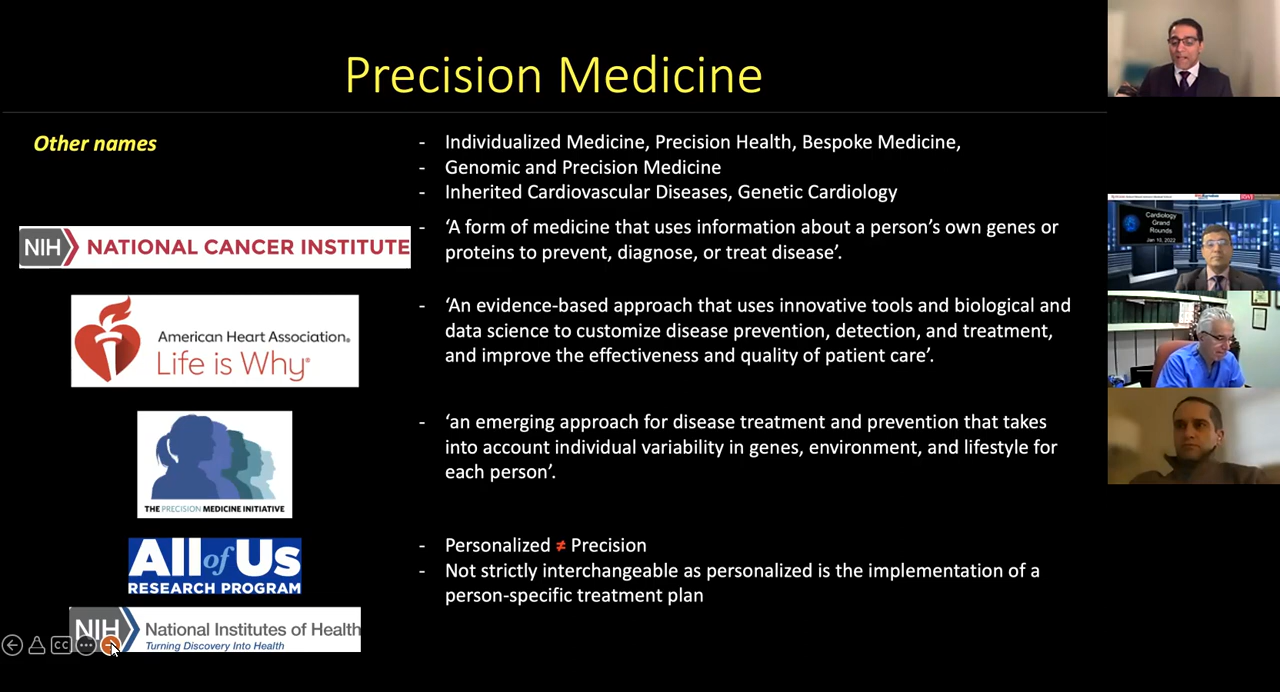 Precision Medicine
Other names
- Individualized Medicine, Precision Health, Bespoke Medicine,
- Genomic and Precision Medicine
- Inherited Cardiovascular Diseases, Genetic Cardiology
NIH NATIONAL CANCER INSTITUTE
- ‘A form of medicine that uses information about a person’s own genes or
proteins to prevent, diagnose, or treat disease’.
American Heart Association®
Life is Why®
- ‘An evidence-based approach that uses innovative tools and biological and
data science to customize disease prevention, detection, and treatment,
and improve the effectiveness and quality of patient care’.
THE PRECISION MEDICINE INITIATIVE
- ‘an emerging approach for disease treatment and prevention that takes
into account individual variability in genes, environment, and lifestyle for
each person’.
All of Us
RESEARCH PROGRAM
- Personalized ≠ Precision
- Not strictly interchangeable as personalized is the implementation of a
person-specific treatment plan
NIH National Institutes of Health
Turning Discovery Into Health
CC
Cardiology
Grand
Rounds
Jan 10, 2022